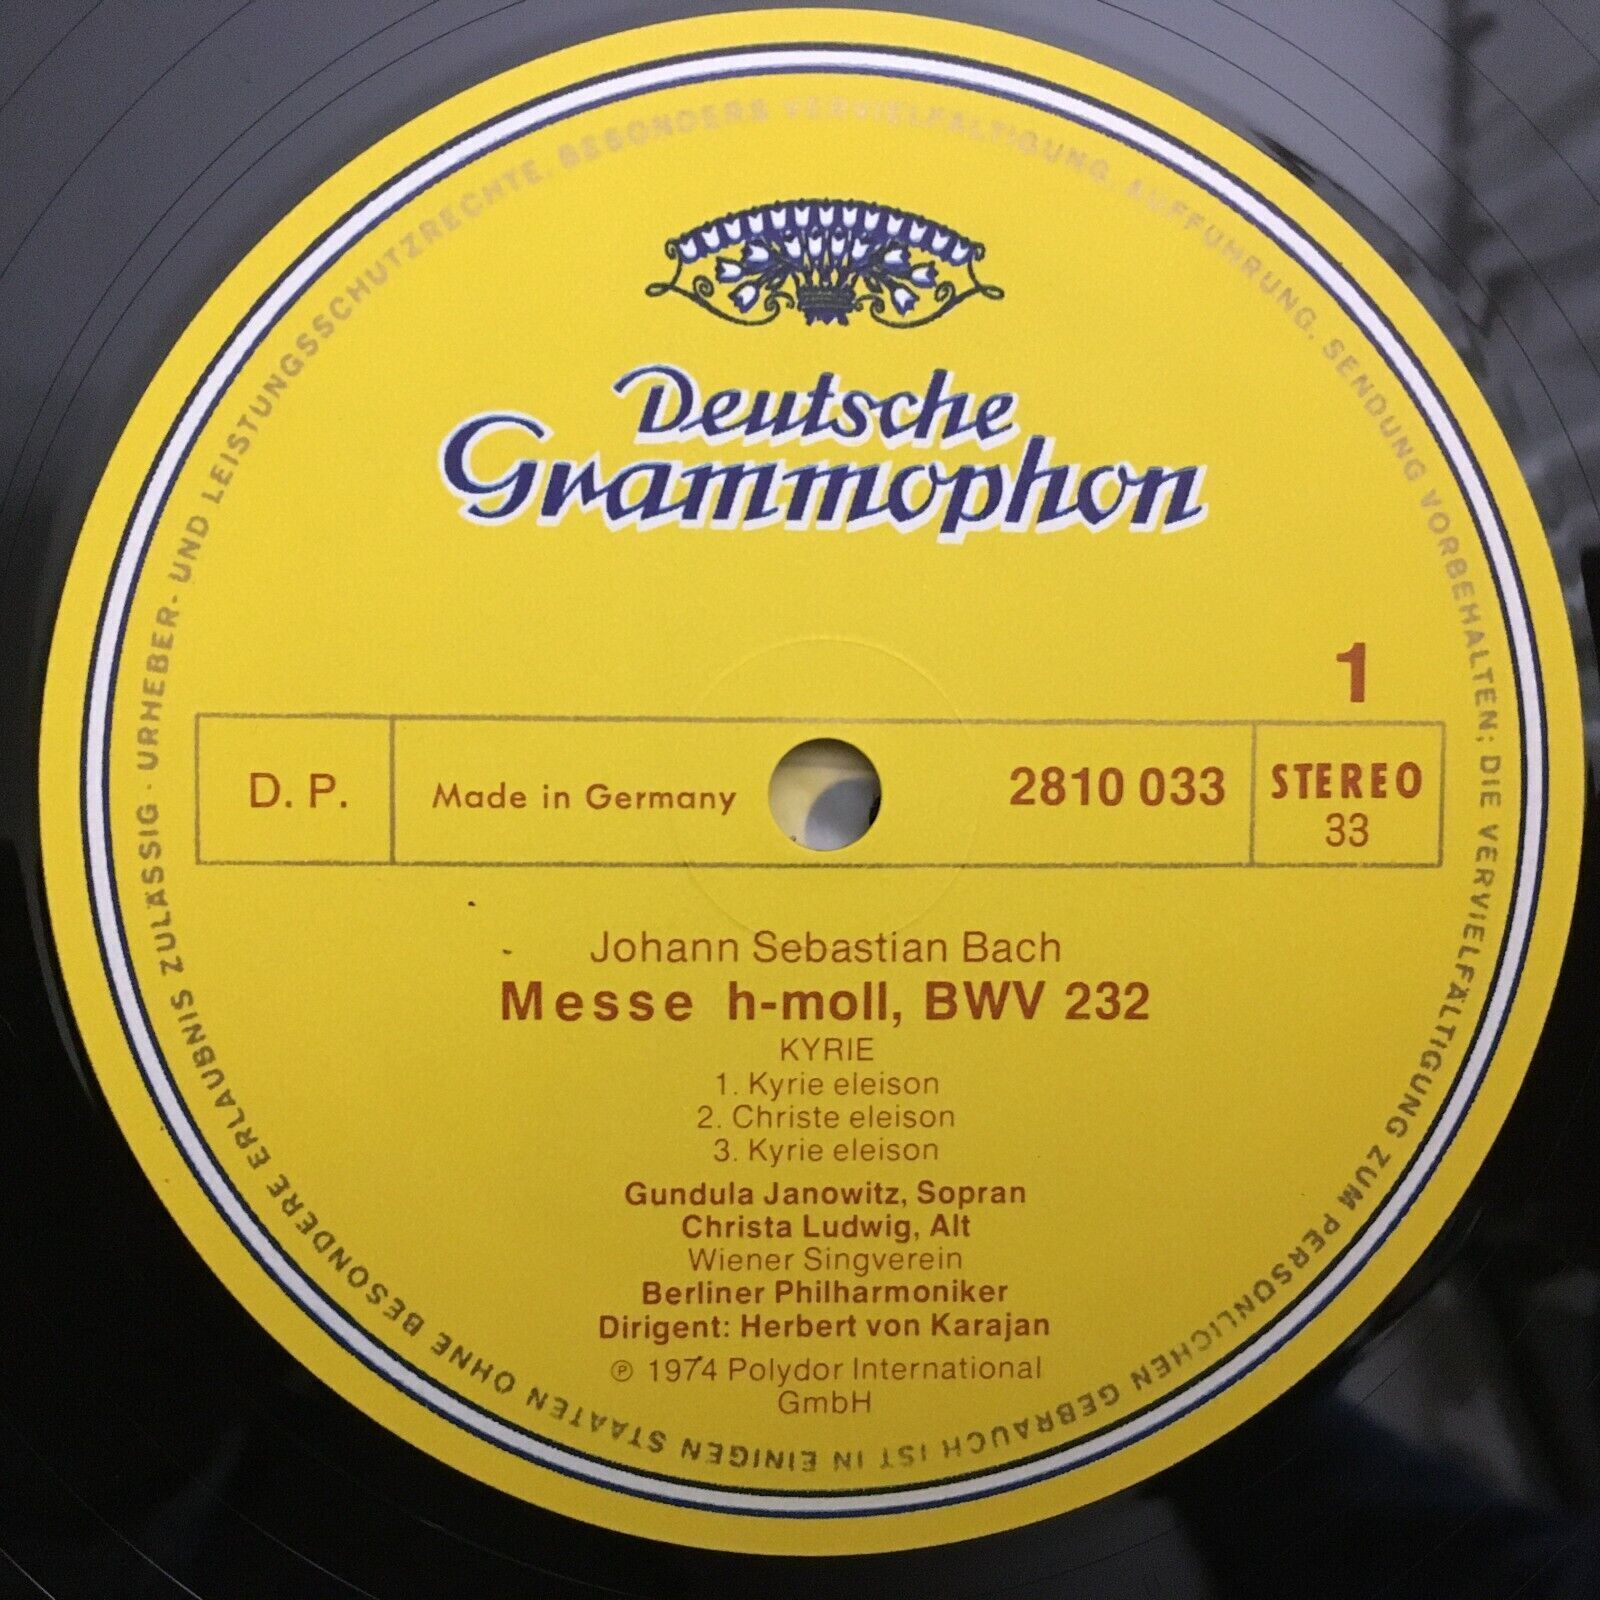 Deutsche
Grammophon
1
D. P.
Made in Germany
2810 033
STEREO
33
Johann Sebastian Bach
Messe h-moll, BWV 232
KYRIE
1. Kyrie eleison
2. Christe eleison
3. Kyrie eleison
Gundula Janowitz, Sopran
Christa Ludwig, Alt
Wiener Singverein
Berliner Philharmoniker
Dirigent: Herbert von Karajan
℗ 1974 Polydor International
GmbH
· URHEBER- UND LEISTUNGSSCHUTZRECHTE, BESONDERS VERVIELFÄLTIGUNG, AUFFÜHRUNG, SENDUNG VORBEHALTEN; DIE VERVIELFÄLTIGUNG ZUM PERSÖNLICHEN GEBRAUCH IST IN EINIGEN STAATEN OHNE BESONDERE ERLAUBNIS ZULÄSSIG